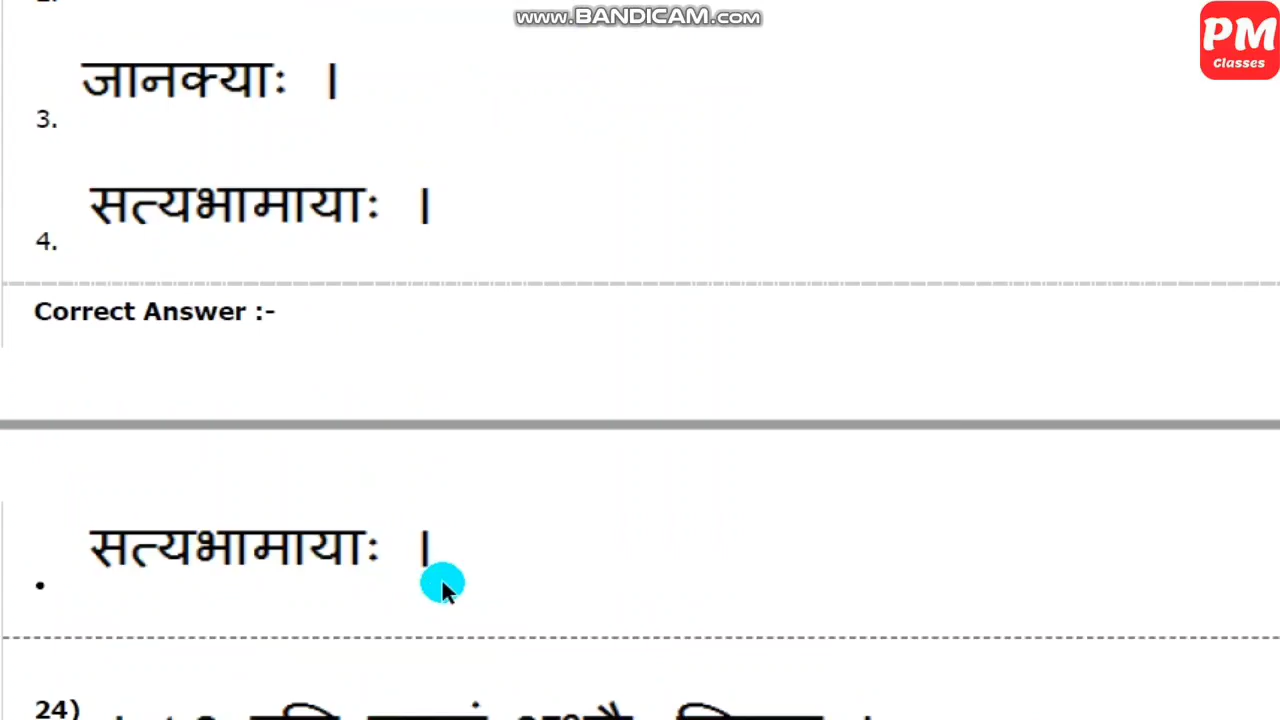 www.BANDICAM.com
PM
Classes
जानक्याः ।
3.
सत्यभामायाः ।
4.
Correct Answer :-
सत्यभामायाः ।
•
24)